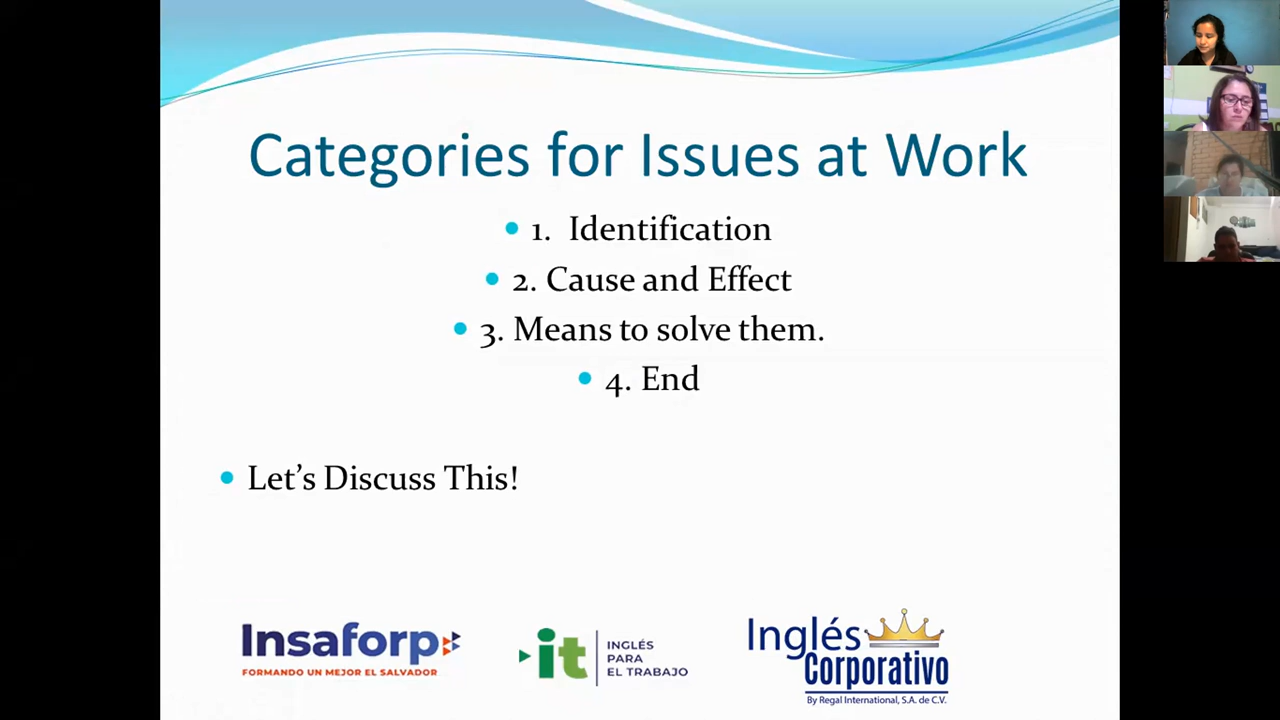 Categories for Issues at Work
• 1. Identification
• 2. Cause and Effect
• 3. Means to solve them.
• 4. End
• Let's Discuss This!
Insaforp
FORMANDO UN MEJOR EL SALVADOR
it
INGLÉS
PARA
EL TRABAJO
Inglés
Corporativo
By Regal International, S.A. de C.V.